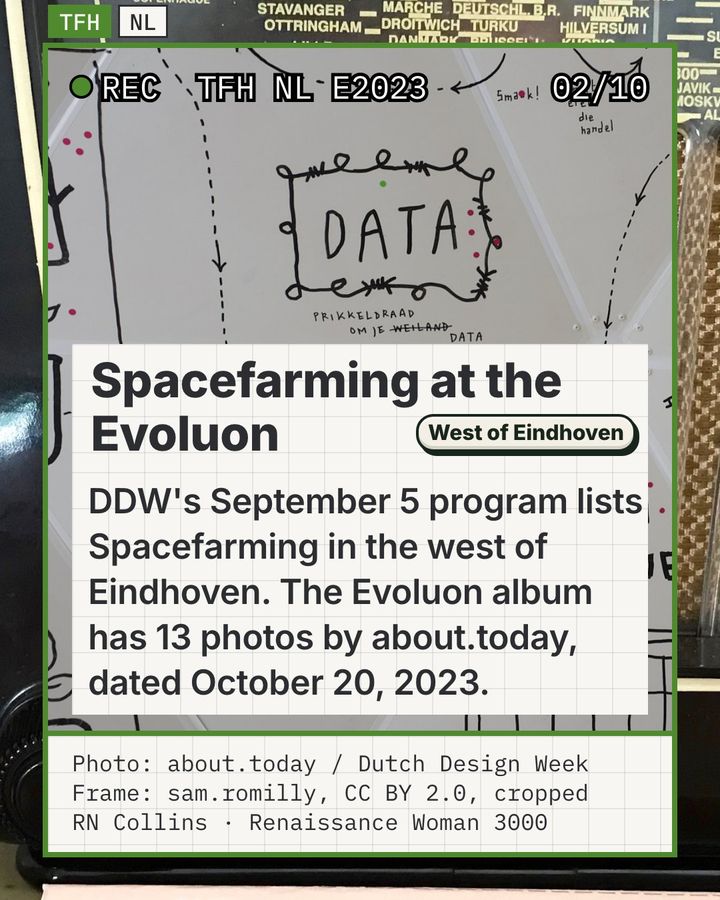 STAVANGER
OTTRINGHAM
MARCHE
DROITWICH
DANMARK
DEUTSCHL.B.R.
TURKU
BRUSSEL
FINNMARK
HILVERSUM I
TFH NL
REC TFH NL E2023 02/10
Smack!
die
handel
DATA
PRIKKELDRAAD
OM JE WEILAND
DATA
Spacefarming at the
Evoluon
West of Eindhoven
DDW's September 5 program lists
Spacefarming in the west of
Eindhoven. The Evoluon album
has 13 photos by about.today,
dated October 20, 2023.
Photo: about.today / Dutch Design Week
Frame: sam.romilly, CC BY 2.0, cropped
RN Collins · Renaissance Woman 3000